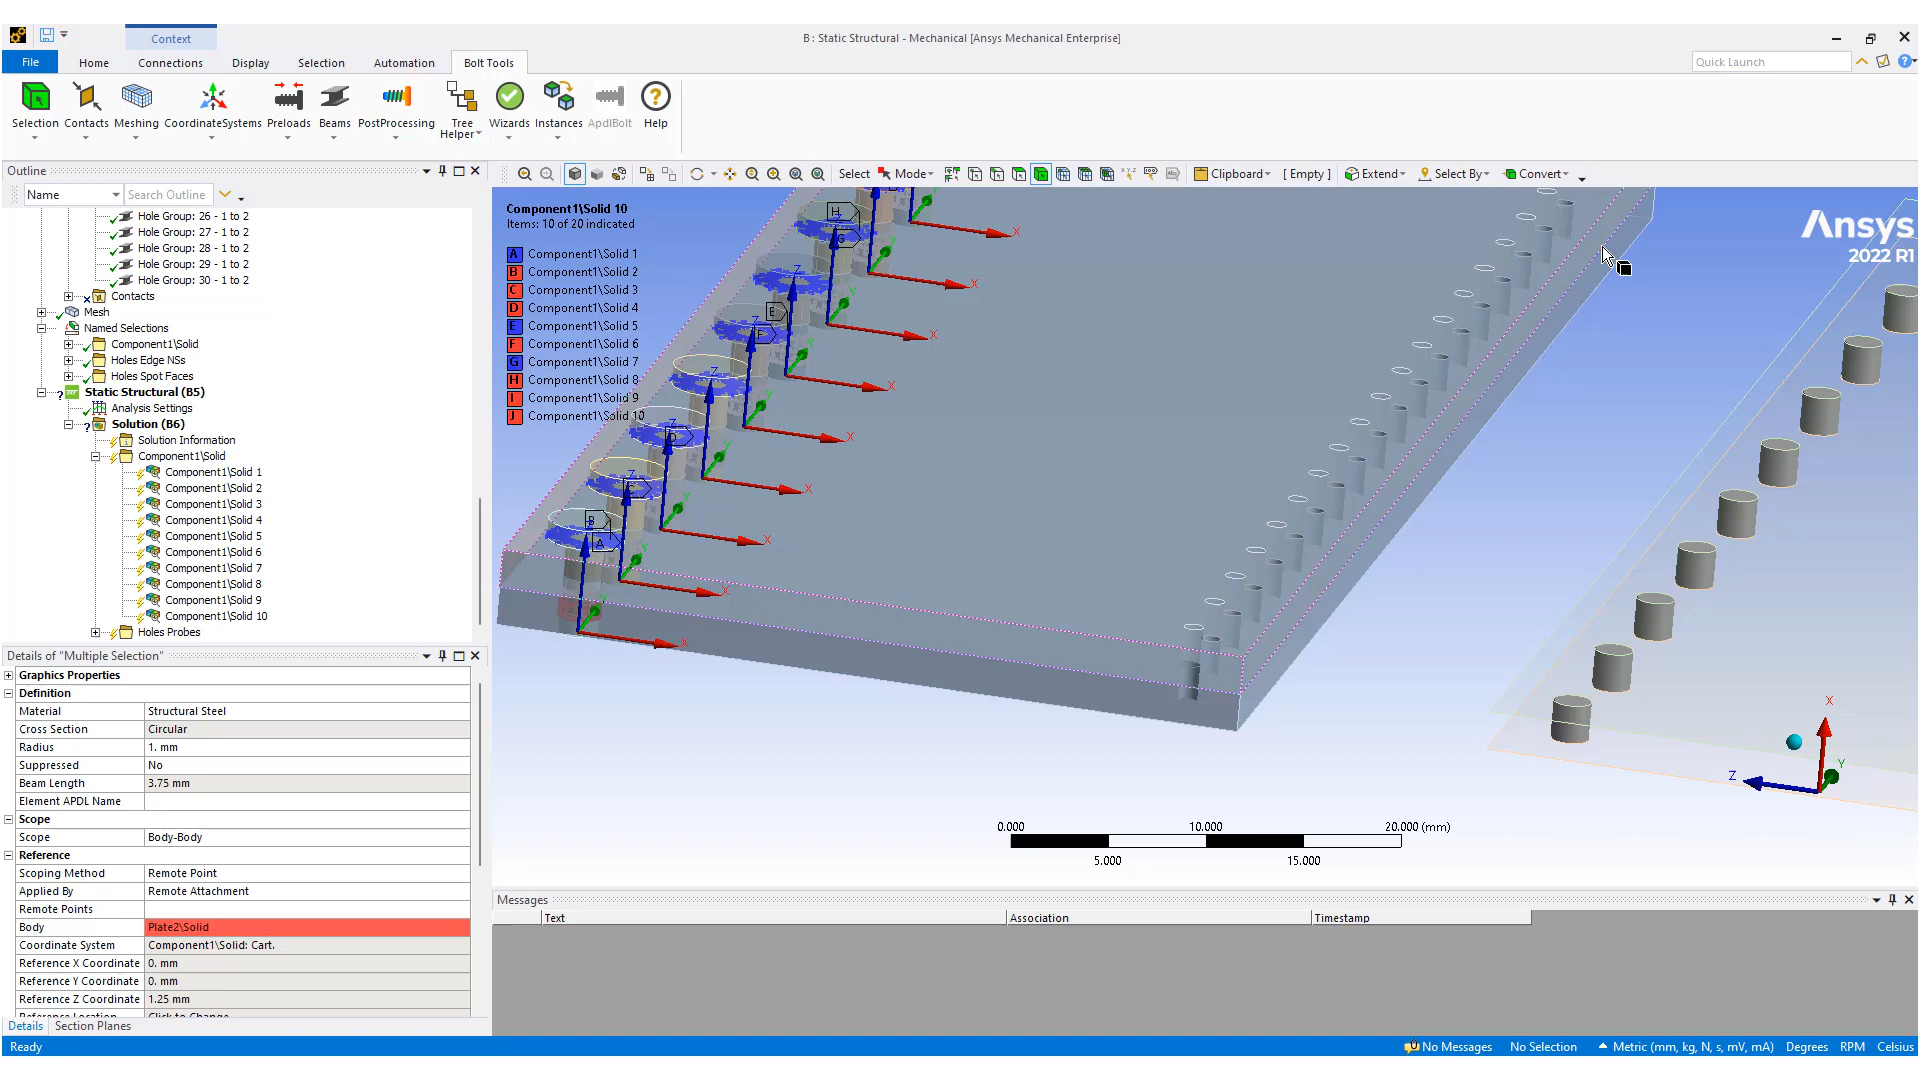 Context
B : Static Structural - Mechanical [Ansys Mechanical Enterprise]
File
Home
Connections
Display
Selection
Automation
Bolt Tools
Quick Launch
Selection
Contacts
Meshing
CoordinateSystems
Preloads
Beams
PostProcessing
Tree
Helper
Wizards
Instances
ApdlBolt
Help
Outline
Name
Search Outline
Select
Mode
Clipboard
[ Empty ]
Extend
Select By
Convert
Hole Group: 26 - 1 to 2
Hole Group: 27 - 1 to 2
Hole Group: 28 - 1 to 2
Hole Group: 29 - 1 to 2
Hole Group: 30 - 1 to 2
Contacts
Mesh
Named Selections
Component1\Solid
Holes Edge NSs
Holes Spot Faces
Static Structural (B5)
Analysis Settings
Solution (B6)
Solution Information
Component1\Solid
Component1\Solid 1
Component1\Solid 2
Component1\Solid 3
Component1\Solid 4
Component1\Solid 5
Component1\Solid 6
Component1\Solid 7
Component1\Solid 8
Component1\Solid 9
Component1\Solid 10
Holes Probes
Details of "Multiple Selection"
Graphics Properties
Definition
Material Structural Steel
Cross Section Circular
Radius 1. mm
Suppressed No
Beam Length 3.75 mm
Element APDL Name
Scope
Scope Body-Body
Reference
Scoping Method Remote Point
Applied By Remote Attachment
Remote Points
Body Plate2\Solid
Coordinate System Component1\Solid: Cart.
Reference X Coordinate 0. mm
Reference Y Coordinate 0. mm
Reference Z Coordinate 1.25 mm
Reference Location Click to Change
Details
Section Planes
Component1\Solid 10
Items: 10 of 20 indicated
A Component1\Solid 1
B Component1\Solid 2
C Component1\Solid 3
D Component1\Solid 4
E Component1\Solid 5
F Component1\Solid 6
G Component1\Solid 7
H Component1\Solid 8
I Component1\Solid 9
J Component1\Solid 10
Ansys
2022 R1
X
Y
Z
0.000
10.000
20.000 (mm)
5.000
15.000
Messages
Text
Association
Timestamp
Ready
No Messages
No Selection
Metric (mm, kg, N, s, mV, mA)
Degrees
RPM
Celsius